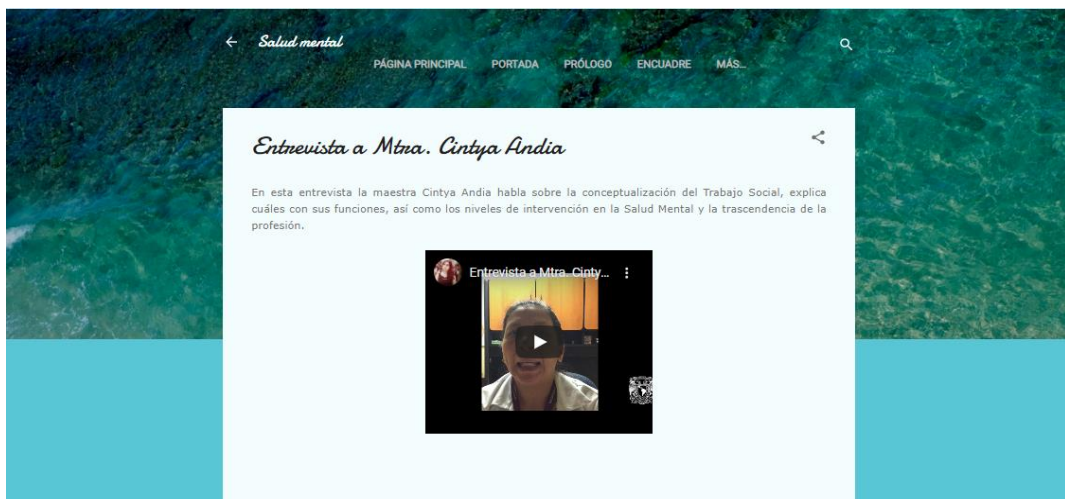 Salud mental
PÁGINA PRINCIPAL PORTADA PRÓLOGO ENCUADRE MÁS...
Entrevista a Mtra. Cintya Andia
En esta entrevista la maestra Cintya Andia habla sobre la conceptualización del Trabajo Social, explica
cuáles con sus funciones, así como los niveles de intervención en la Salud Mental y la trascendencia de la
profesión.
Entrevista a Mtra. Cinty...